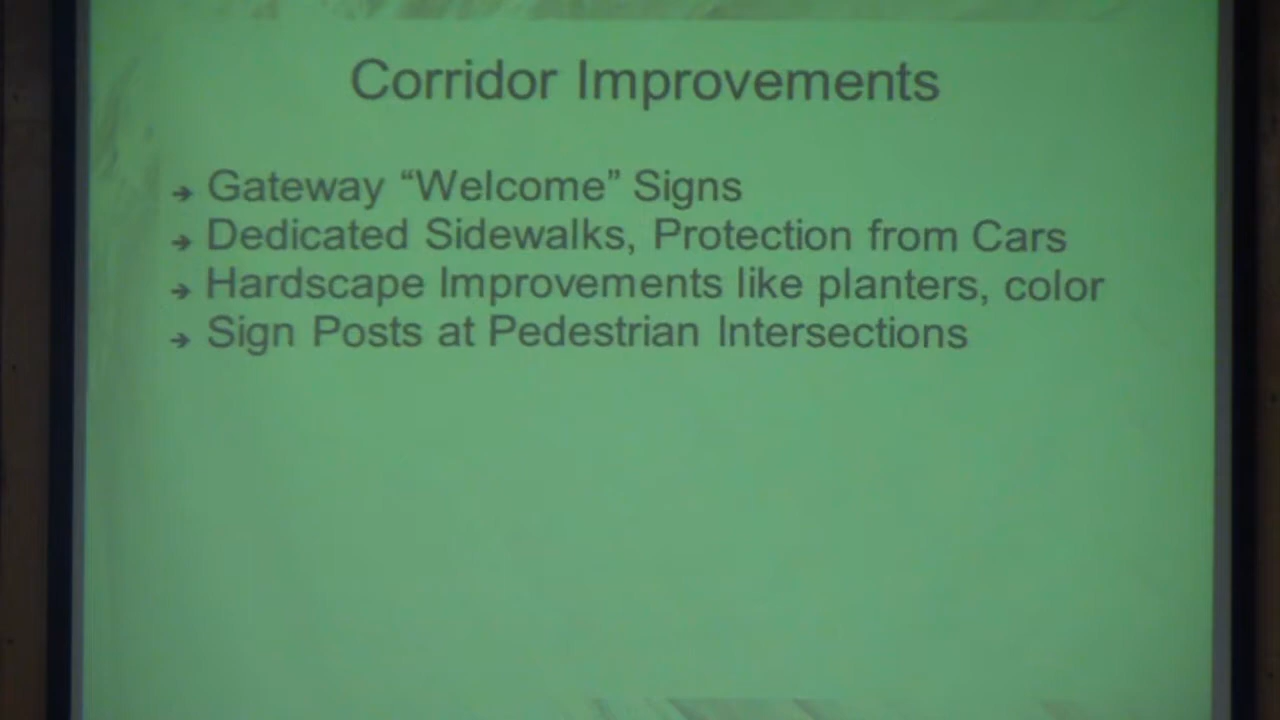 Corridor Improvements
→ Gateway “Welcome” Signs
→ Dedicated Sidewalks, Protection from Cars
→ Hardscape Improvements like planters, color
→ Sign Posts at Pedestrian Intersections